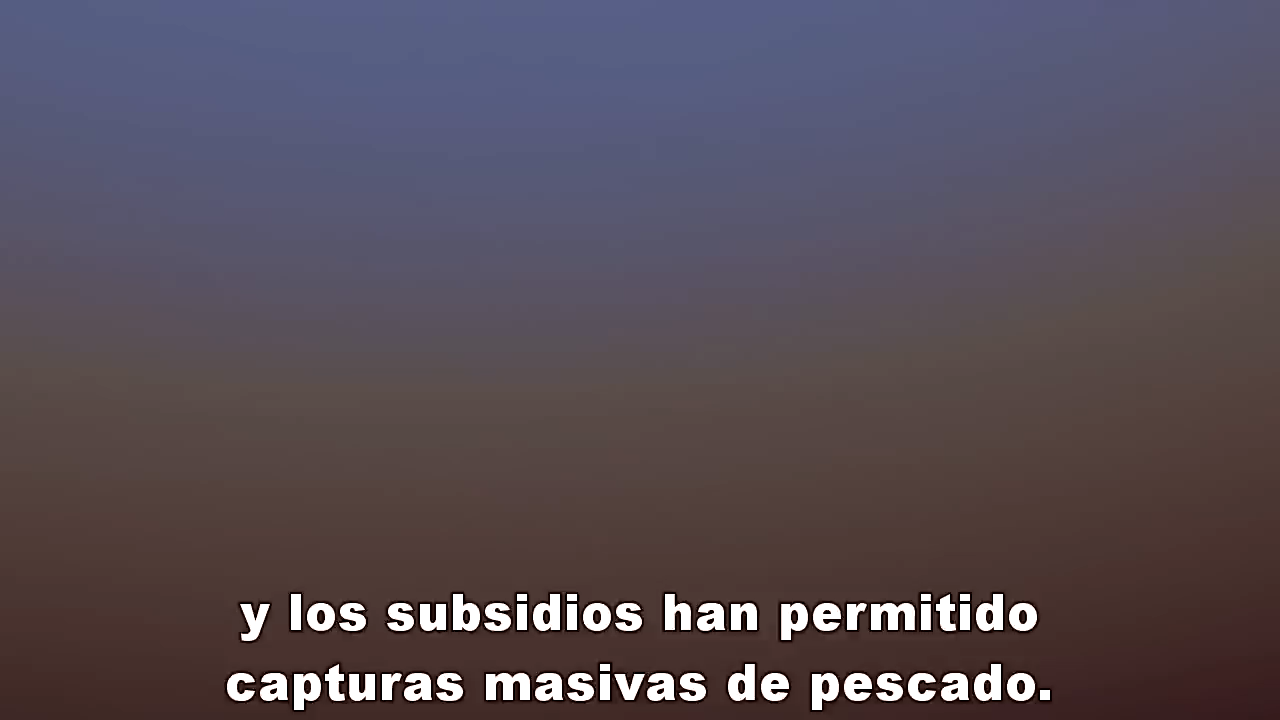 y los subsidios han permitido
capturas masivas de pescado.